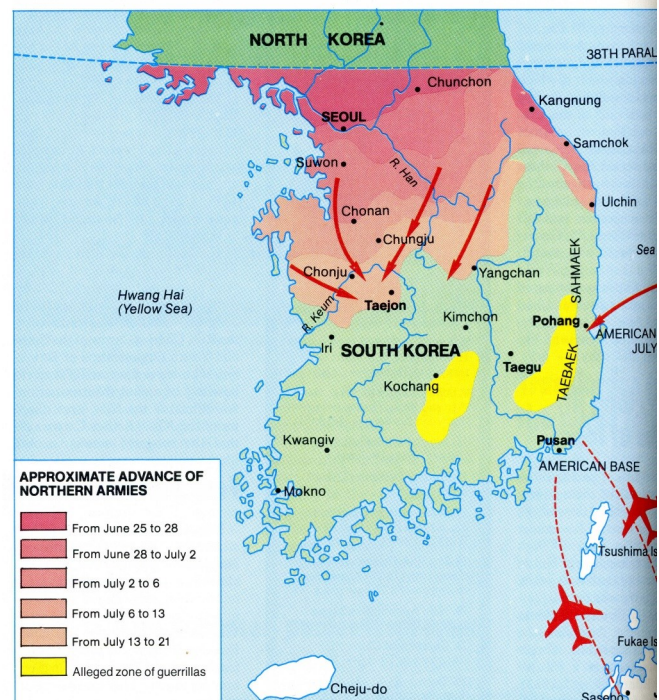 NORTH KOREA
38TH PARAL
Chunchon
Kangnung
SEOUL
Samchok
Suwon
R. Han
Ulchin
Chonan
Chungju
Sea
SAHMAEK
Chonju
Yangchan
Hwang Hai
(Yellow Sea)
Taejon
R. Keum
Kimchon
Pohang
AMERICAN
JULY
Iri
SOUTH KOREA
Taegu
TAEBAEK
Kochang
Kwangiv
Pusan
AMERICAN BASE
APPROXIMATE ADVANCE OF
NORTHERN ARMIES
Mokno
From June 25 to 28
From June 28 to July 2
From July 2 to 6
From July 6 to 13
From July 13 to 21
Alleged zone of guerrillas
Tsushima Is
Fukae Is
Cheju-do
Sasebo